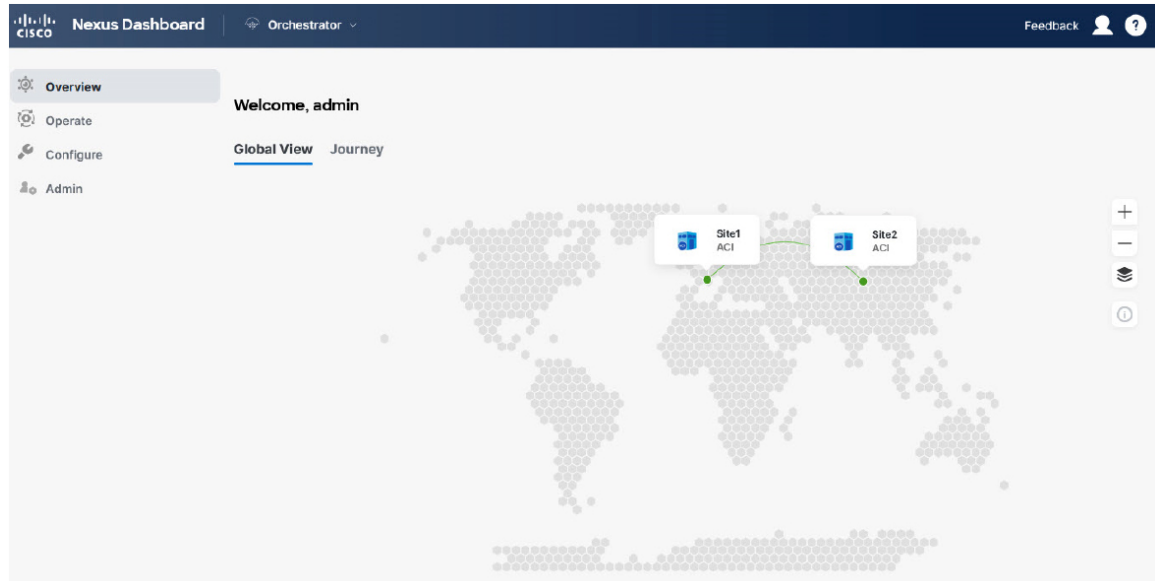 CISCO Nexus Dashboard Orchestrator Feedback ?
Overview
Operate
Configure
Admin
Welcome, admin
Global View Journey
Site1
ACI
Site2
ACI